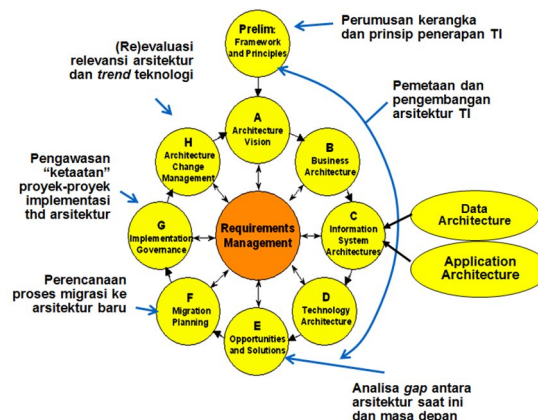 Prelim:
Framework
and Principles
Perumusan kerangka
dan prinsip penerapan TI
(Re)evaluasi
relevansi arsitektur
dan trend teknologi
Pemetaan dan
pengembangan
arsitektur TI
A
Architecture
Vision
H
Architecture
Change
Management
B
Business
Architecture
Pengawasan
“ketaatan”
proyek-proyek
implementasi
thd arsitektur
G
Implementation
Governance
Requirements
Management
C
Information
System
Architectures
Data
Architecture
Application
Architecture
Perencanaan
proses migrasi ke
arsitektur baru
F
Migration
Planning
D
Technology
Architecture
E
Opportunities
and Solutions
Analisa gap antara
arsitektur saat ini
dan masa depan